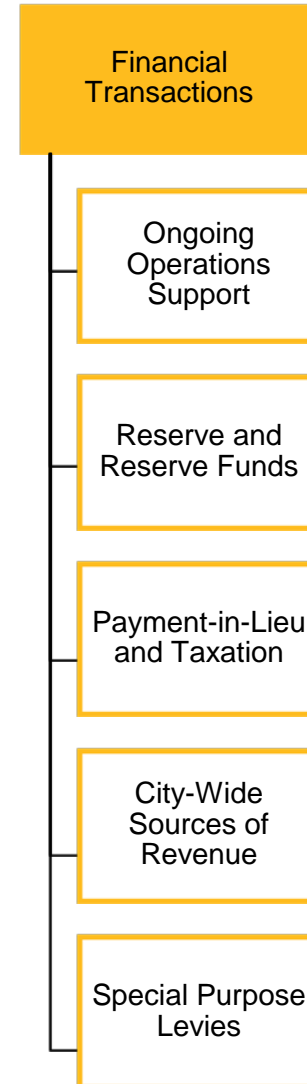 Financial
Transactions
Ongoing
Operations
Support
Reserve and
Reserve Funds
Payment-in-Lieu
and Taxation
City-Wide
Sources of
Revenue
Special Purpose
Levies